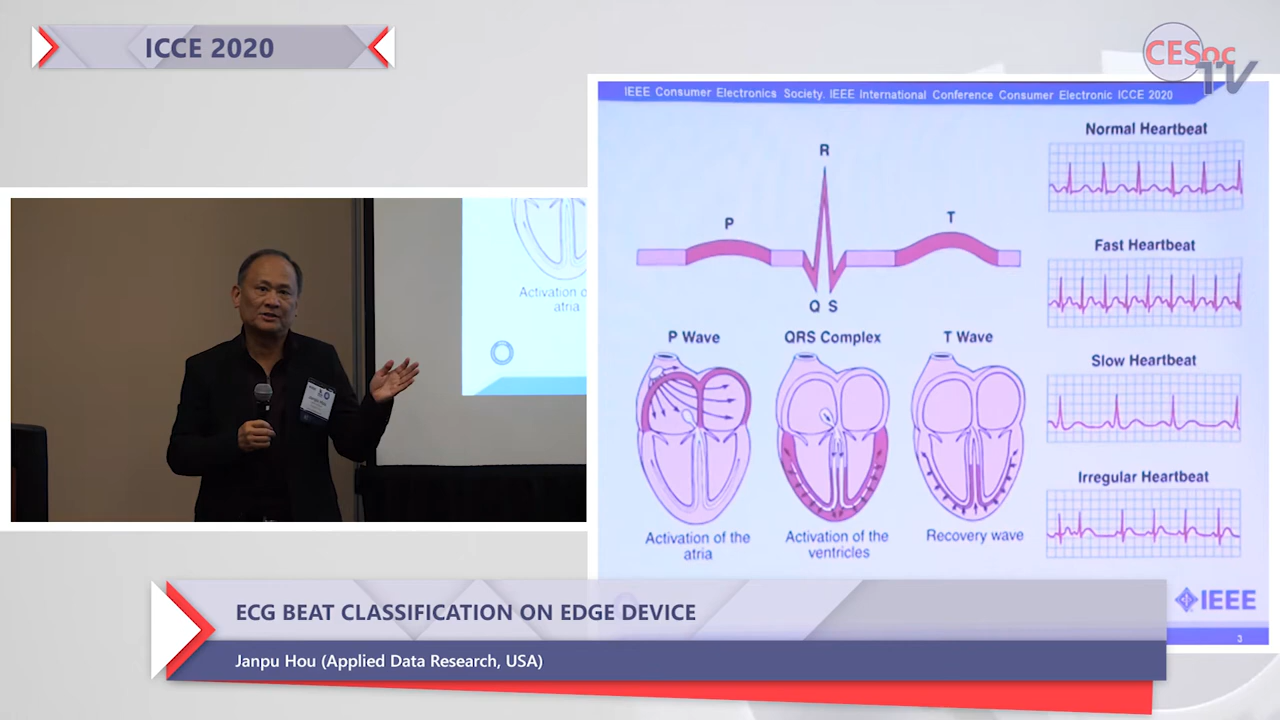 ICCE 2020
CESoc
TV
IEEE Consumer Electronics Society. IEEE International Conference Consumer Electronic ICCE 2020
R
P
T
Q S
P Wave
QRS Complex
T Wave
Activation of the
atria
Activation of the
ventricles
Recovery wave
Normal Heartbeat
Fast Heartbeat
Slow Heartbeat
Irregular Heartbeat
IEEE
3
Activation o
atria
ECG BEAT CLASSIFICATION ON EDGE DEVICE
Janpu Hou (Applied Data Research, USA)